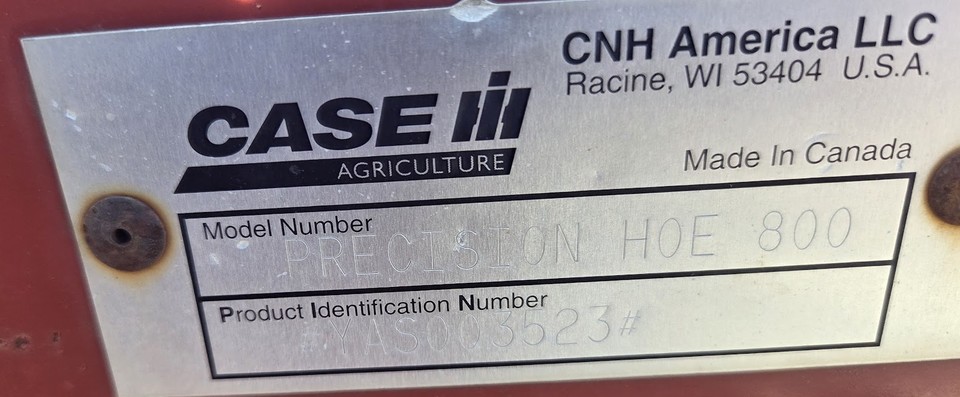 CNH America LLC
Racine, WI 53404 U.S.A.
CASE IH
AGRICULTURE
Made In Canada
Model Number
PRECISION HOE 800
Product Identification Number
#YAS003523#